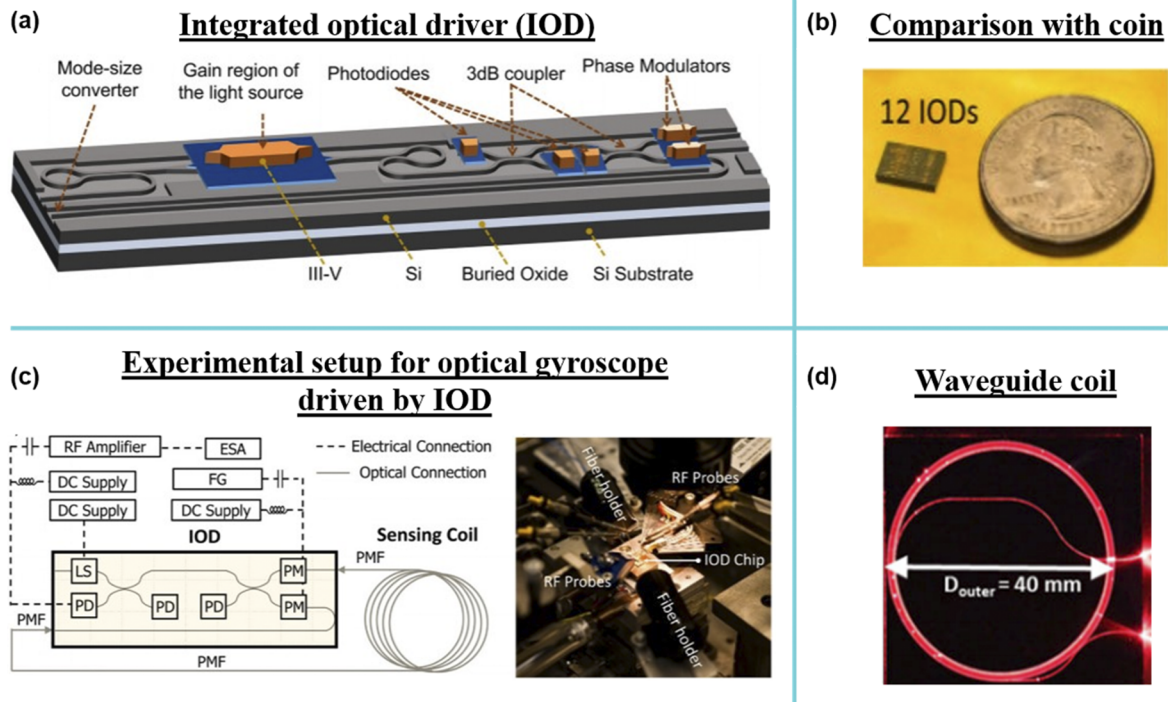 (a)
Integrated optical driver (IOD)
Mode-size
converter
Gain region of
the light source
Photodiodes
3dB coupler
Phase Modulators
III-V
Si
Buried Oxide
Si Substrate
(b)
Comparison with coin
12 IODs
(c)
Experimental setup for optical gyroscope
driven by IOD
RF Amplifier
ESA
Electrical Connection
DC Supply
FG
Optical Connection
DC Supply
DC Supply
IOD
Sensing Coil
LS
PM
PMF
PD
PD
PD
PM
PMF
PMF
Fiber holder
RF Probes
IOD Chip
RF Probes
Fiber holder
(d)
Waveguide coil
D outer = 40 mm